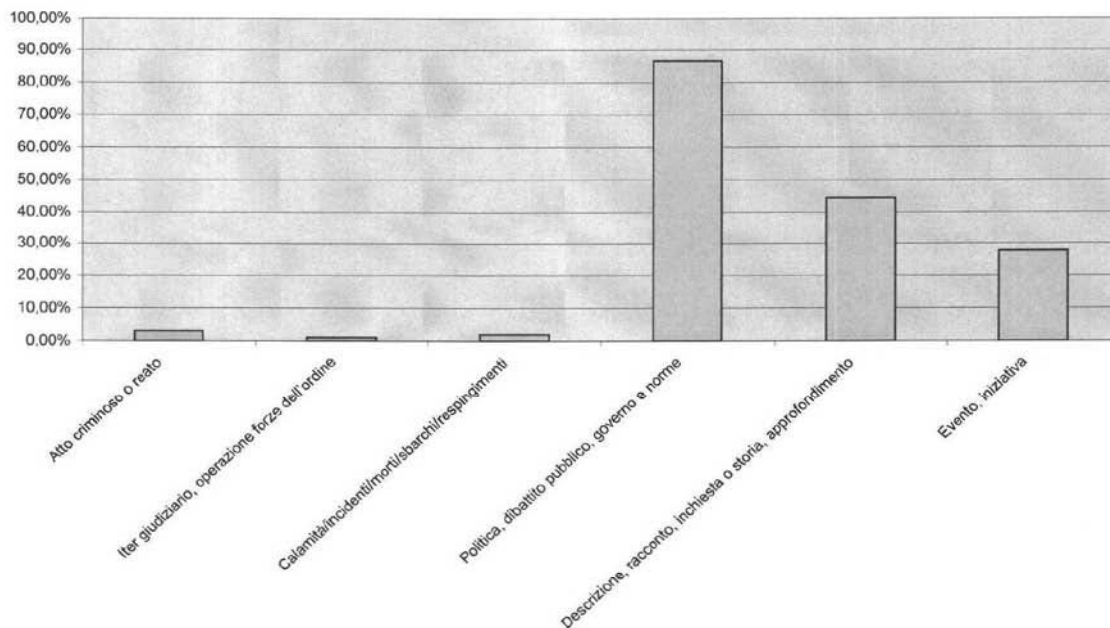 100,00%
90,00%
80,00%
70,00%
60,00%
50,00%
40,00%
30,00%
20,00%
10,00%
0,00%
Atto criminoso o reato
Iter giudiziario, operazione forze dell'ordine
Calamità/incidenti/morti/sbarchi/respingimenti
Politica, dibattito pubblico, governo e norme
Descrizione, racconto, inchiesta o storia, approfondimento
Evento, iniziativa